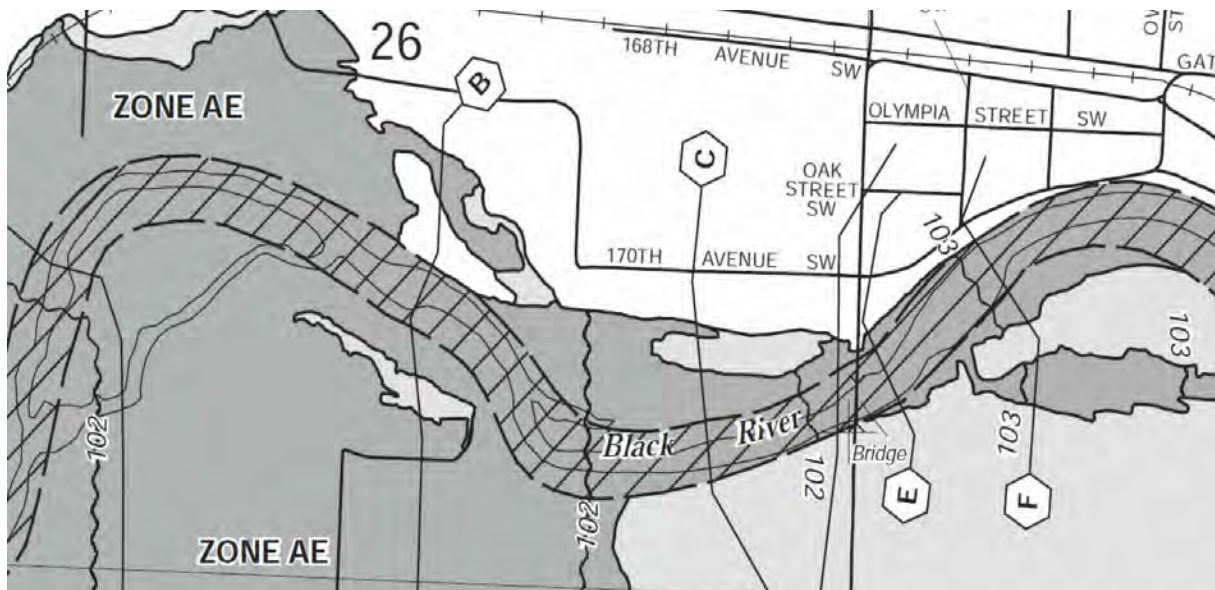 26
168TH AVENUE SW
GAT
ZONE AE
B
OLYMPIA STREET SW
C
OAK
STREET
SW
103
170TH AVENUE SW
103
102
Black River
102
Bridge
103
102
E
F
ZONE AE